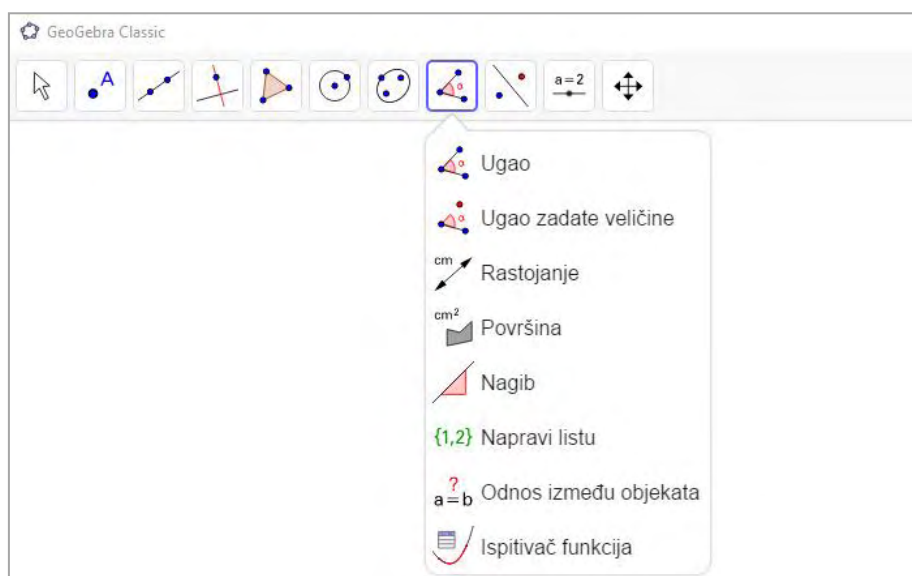 GeoGebra Classic
A
a=2
α
Ugao
α
Ugao zadate veličine
cm
Rastojanje
cm²
Površina
Nagib
{1,2} Napravi listu
?
a=b Odnos između objekata
Ispitivač funkcija